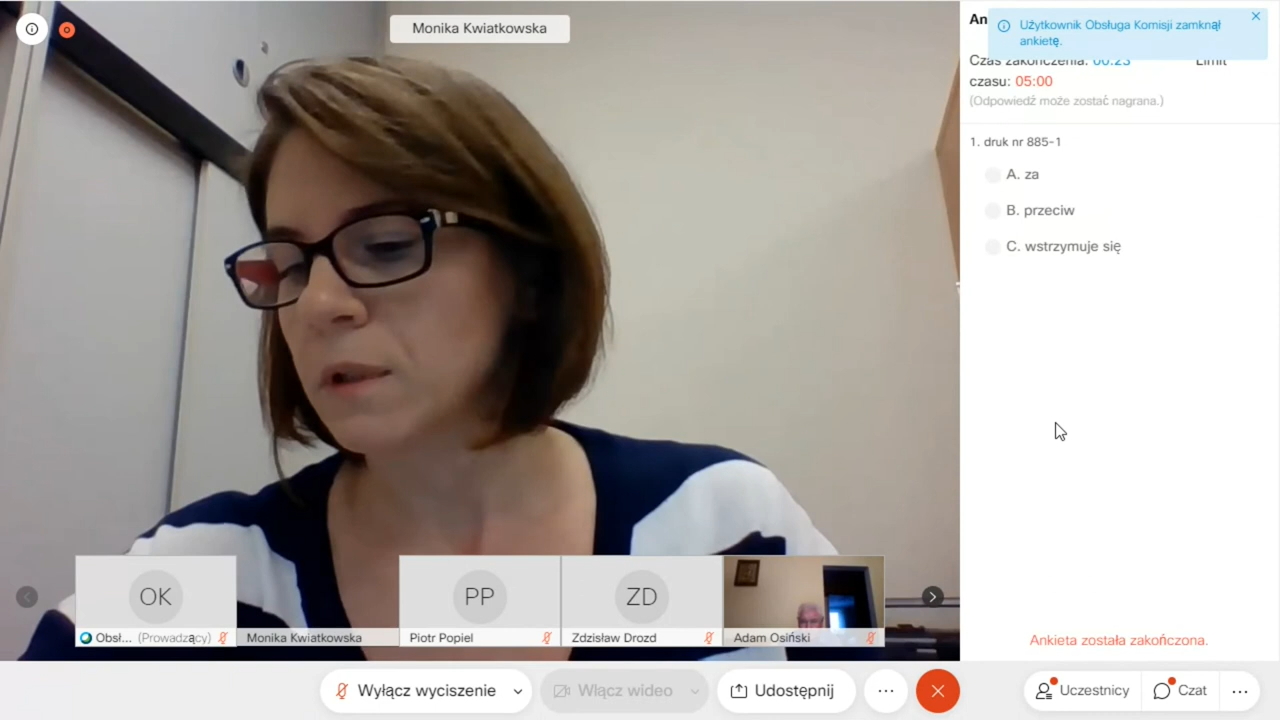 Monika Kwiatkowska
An
Użytkownik Obsługa Komisji zamknął
ankietę.
Czas zakończenia: 00:23 Limit
czasu: 05:00
(Odpowiedź może zostać nagrana.)
1. druk nr 885-1
A. za
B. przeciw
C. wstrzymuje się
OK
PP
ZD
Obsł... (Prowadzący)
Monika Kwiatkowska
Piotr Popiel
Zdzisław Drozd
Adam Osiński
Ankieta została zakończona.
Wyłącz wyciszenie
Włącz wideo
Udostępnij
Uczestnicy
Czat